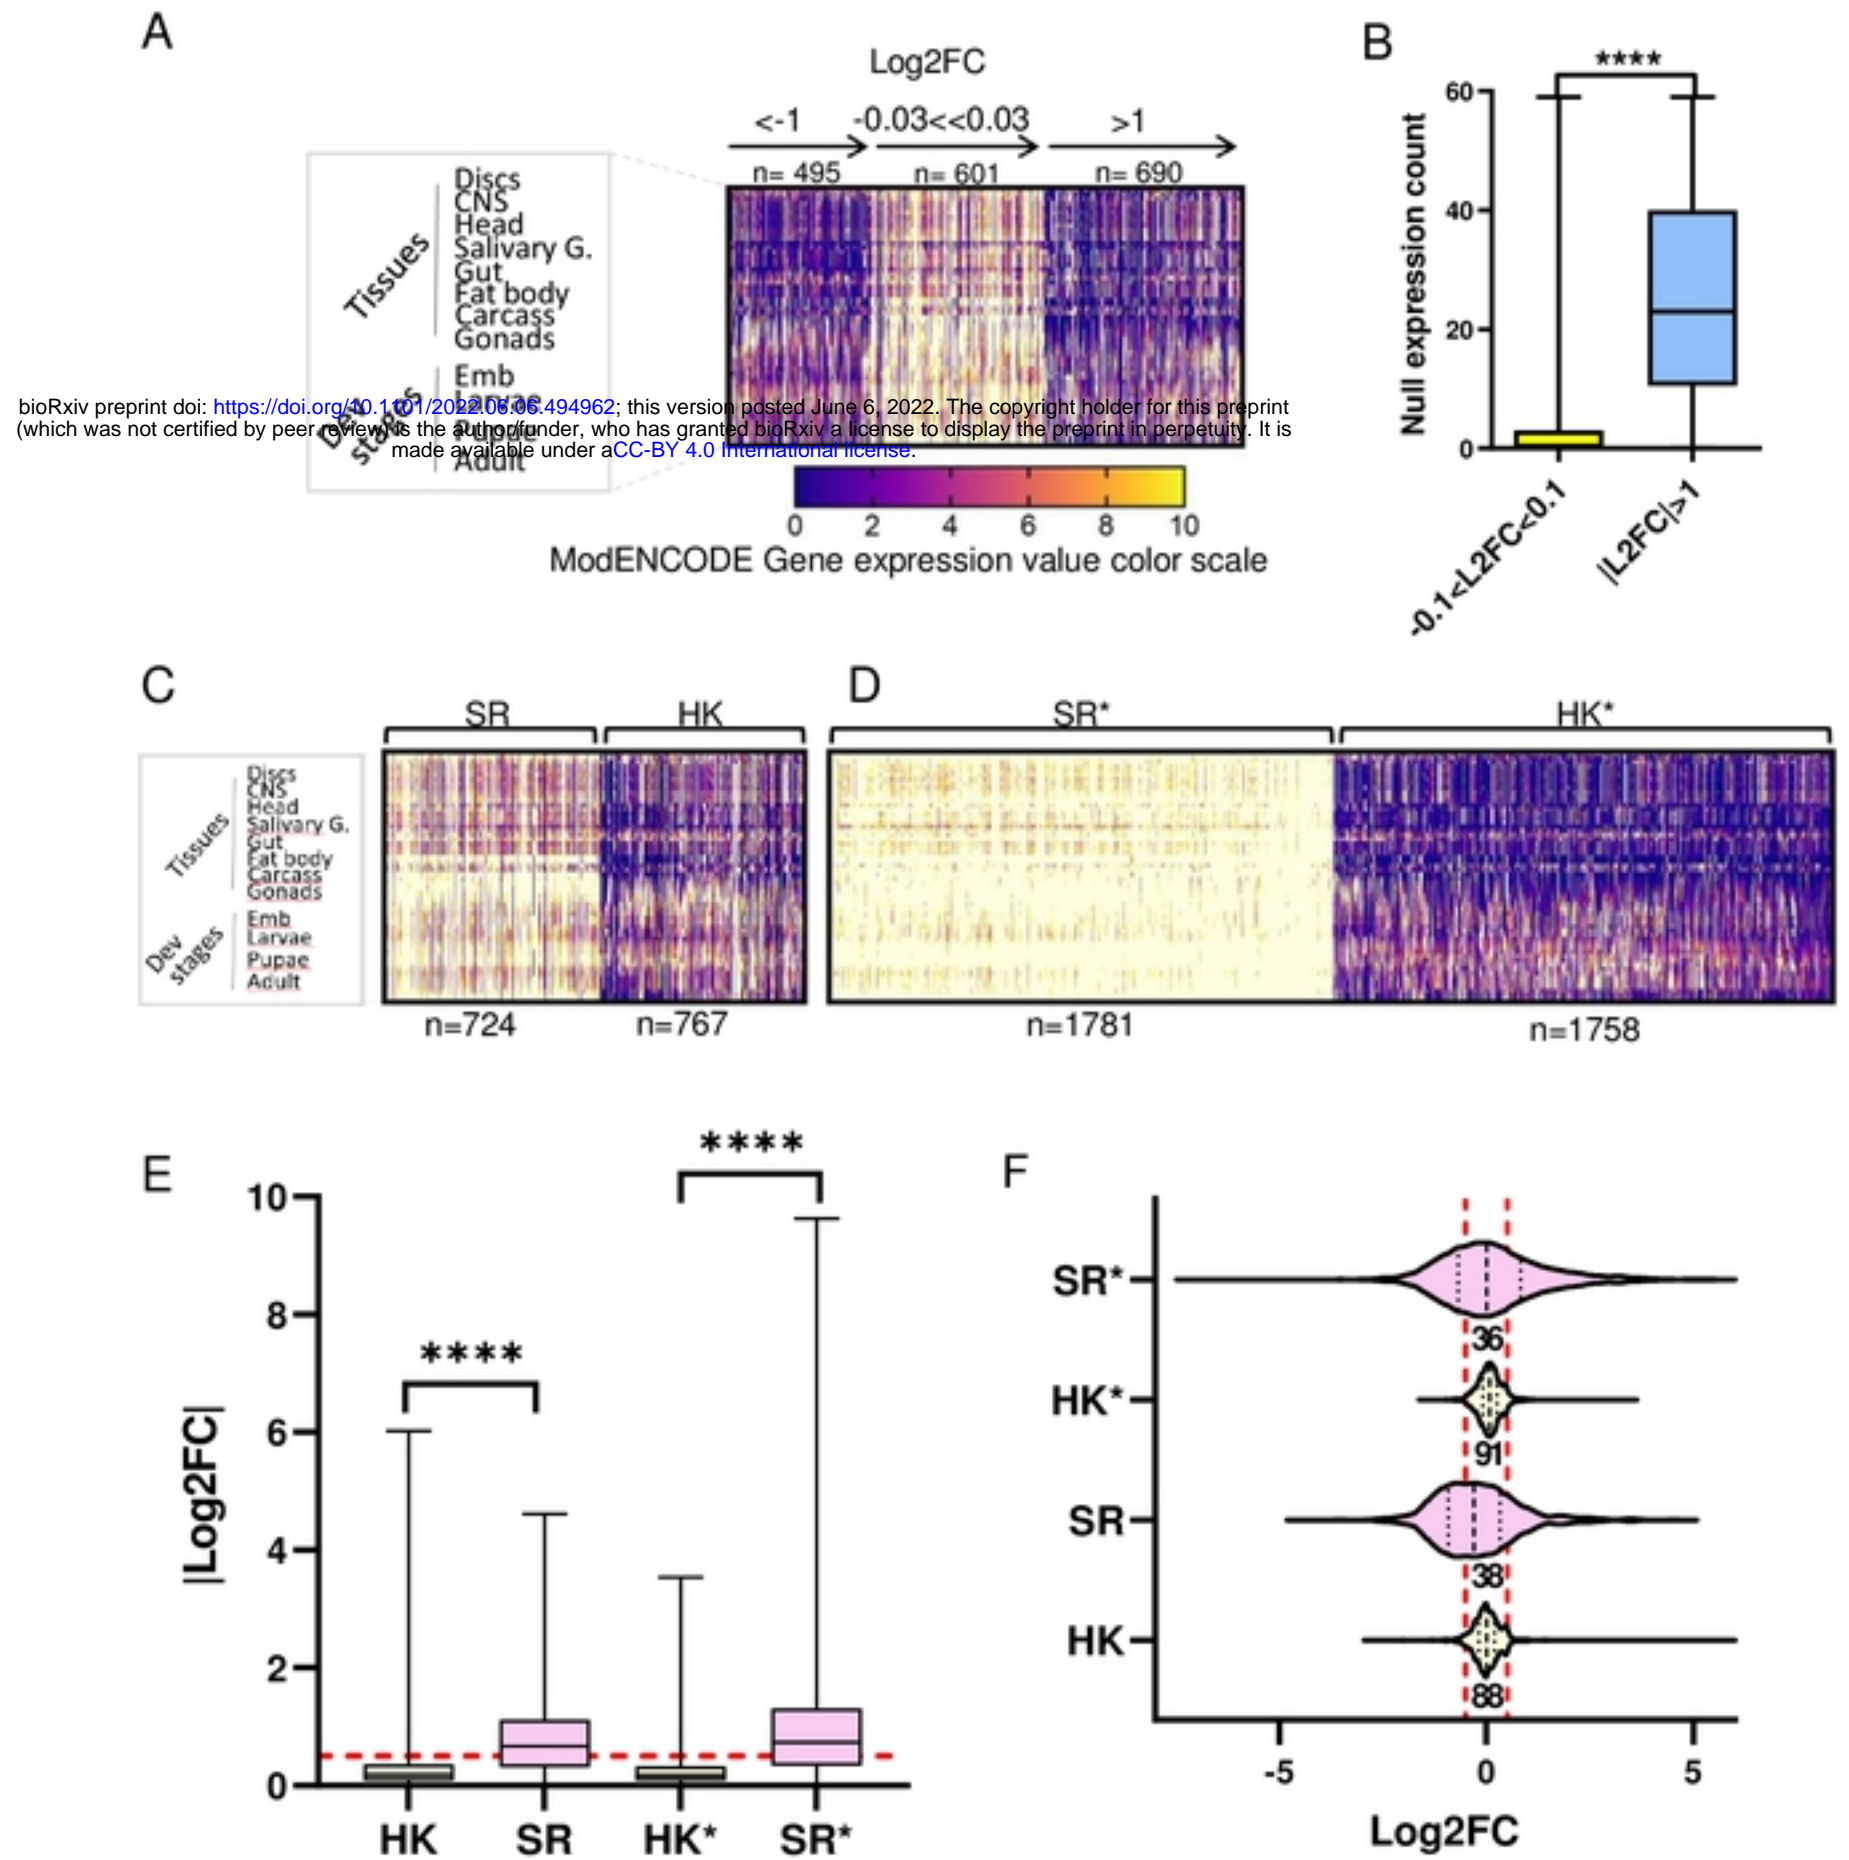 A
Log2FC
<-1
-0.03<<0.03
>1
n= 495
n= 601
n= 690
Tissues
Discs
CNS
Head
Salivary G.
Gut
Fat body
Carcass
Gonads
Dev
stages
Emb
Larvae
Pupae
Adult
bioRxiv preprint doi: https://doi.org/10.1101/2022.06.06.494962; this version posted June 6, 2022. The copyright holder for this preprint
(which was not certified by peer review) is the author/funder, who has granted bioRxiv a license to display the preprint in perpetuity. It is
made available under aCC-BY 4.0 International license.
0 2 4 6 8 10
ModENCODE Gene expression value color scale
B
****
Null expression count
60
40
20
0
-0.1<L2FC<0.1
|L2FC|>1
C
SR
HK
Tissues
Discs
CNS
Head
Salivary G.
Gut
Fat body
Carcass
Gonads
Dev
stages
Emb
Larvae
Pupae
Adult
n=724
n=767
D
SR*
HK*
n=1781
n=1758
E
****
****
|Log2FC|
10
8
6
4
2
0
HK
SR
HK*
SR*
F
SR*
36
HK*
91
SR
38
HK
88
-5 0 5
Log2FC